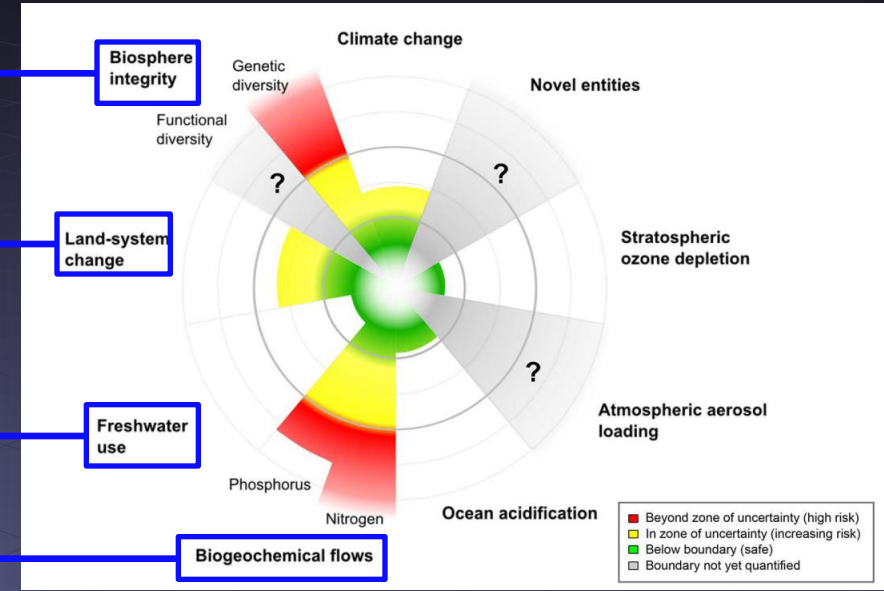 Climate change
Biosphere
integrity
Genetic
diversity
Novel entities
Functional
diversity
?
?
Land-system
change
Stratospheric
ozone depletion
?
Freshwater
use
Atmospheric aerosol
loading
Phosphorus
Nitrogen
Ocean acidification
Biogeochemical flows
Beyond zone of uncertainty (high risk)
In zone of uncertainty (increasing risk)
Below boundary (safe)
Boundary not yet quantified